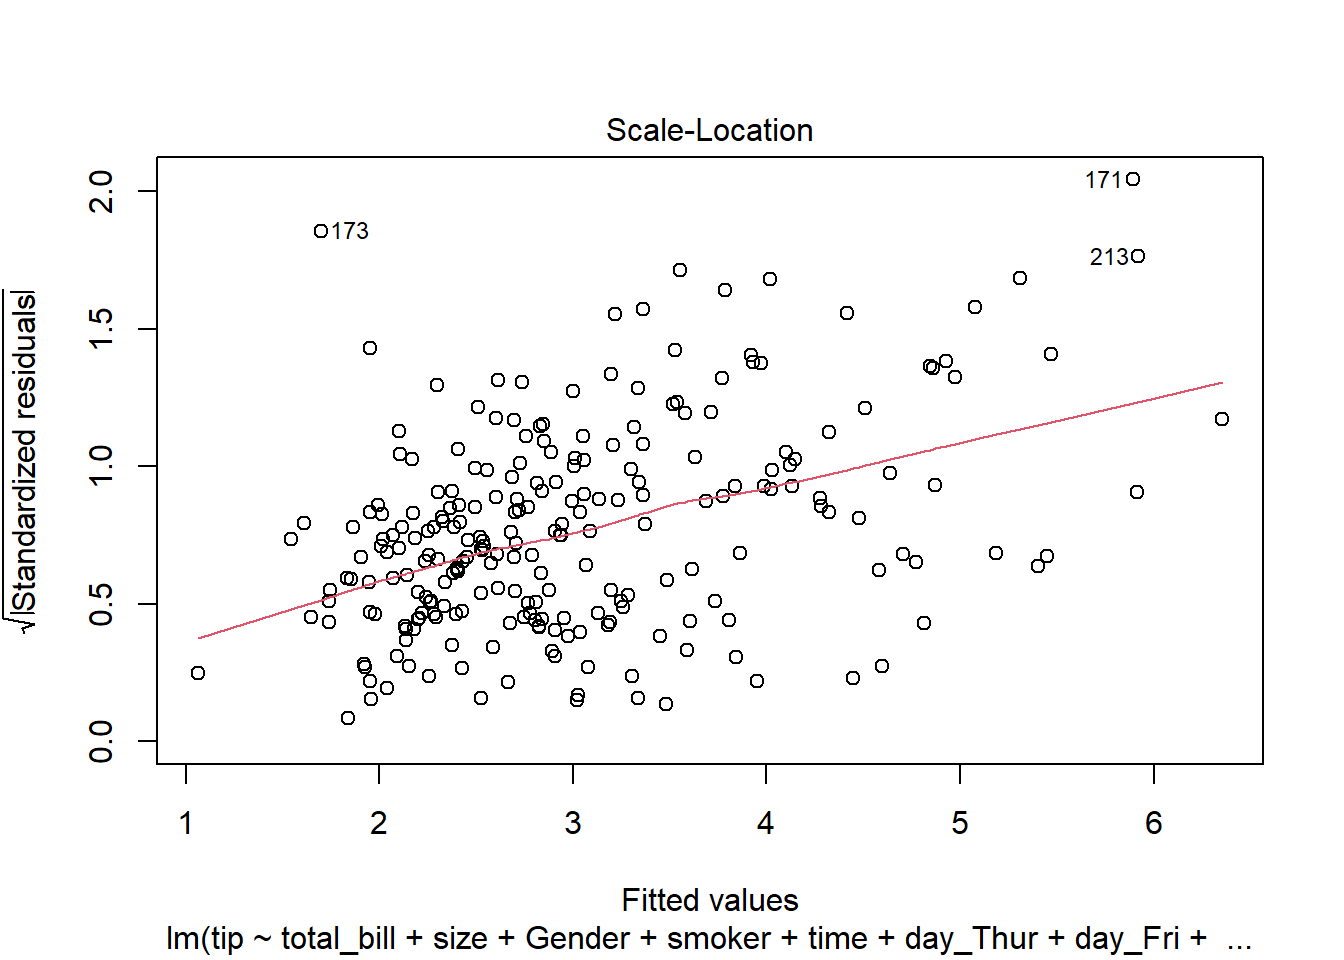 Scale-Location
√|Standardized residuals|
2.0
1.5
1.0
0.5
0.0
171
173
213
1 2 3 4 5 6
Fitted values
lm(tip ~ total_bill + size + Gender + smoker + time + day_Thur + day_Fri + ...